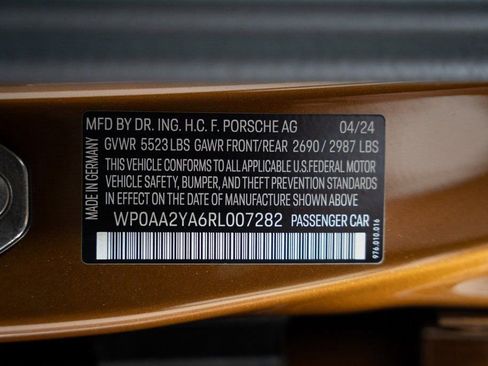 MFD BY DR. ING. H.C. F. PORSCHE AG 04/24
GVWR 5523 LBS GAWR FRONT/REAR 2690 / 2987 LBS
THIS VEHICLE CONFORMS TO ALL APPLICABLE U.S.FEDERAL MOTOR
VEHICLE SAFETY, BUMPER, AND THEFT PREVENTION STANDARDS
IN EFFECT ON THE DATE OF MANUFACTURE SHOWN ABOVE
WP0AA2YA6RL007282 PASSENGER CAR
MADE IN GERMANY
976.010.016